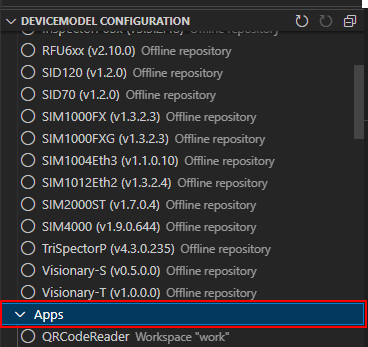 DEVICEMODEL CONFIGURATION
RFU6xx (v2.10.0) Offline repository
SID120 (v1.2.0) Offline repository
SID70 (v1.2.0) Offline repository
SIM1000FX (v1.3.2.3) Offline repository
SIM1000FXG (v1.3.2.3) Offline repository
SIM1004Eth3 (v1.1.0.10) Offline repository
SIM1012Eth2 (v1.3.2.4) Offline repository
SIM2000ST (v1.7.0.4) Offline repository
SIM4000 (v1.9.0.644) Offline repository
TriSpectorP (v4.3.0.235) Offline repository
Visionary-S (v0.5.0.0) Offline repository
Visionary-T (v1.0.0.0) Offline repository
Apps
QRCodeReader Workspace "work"